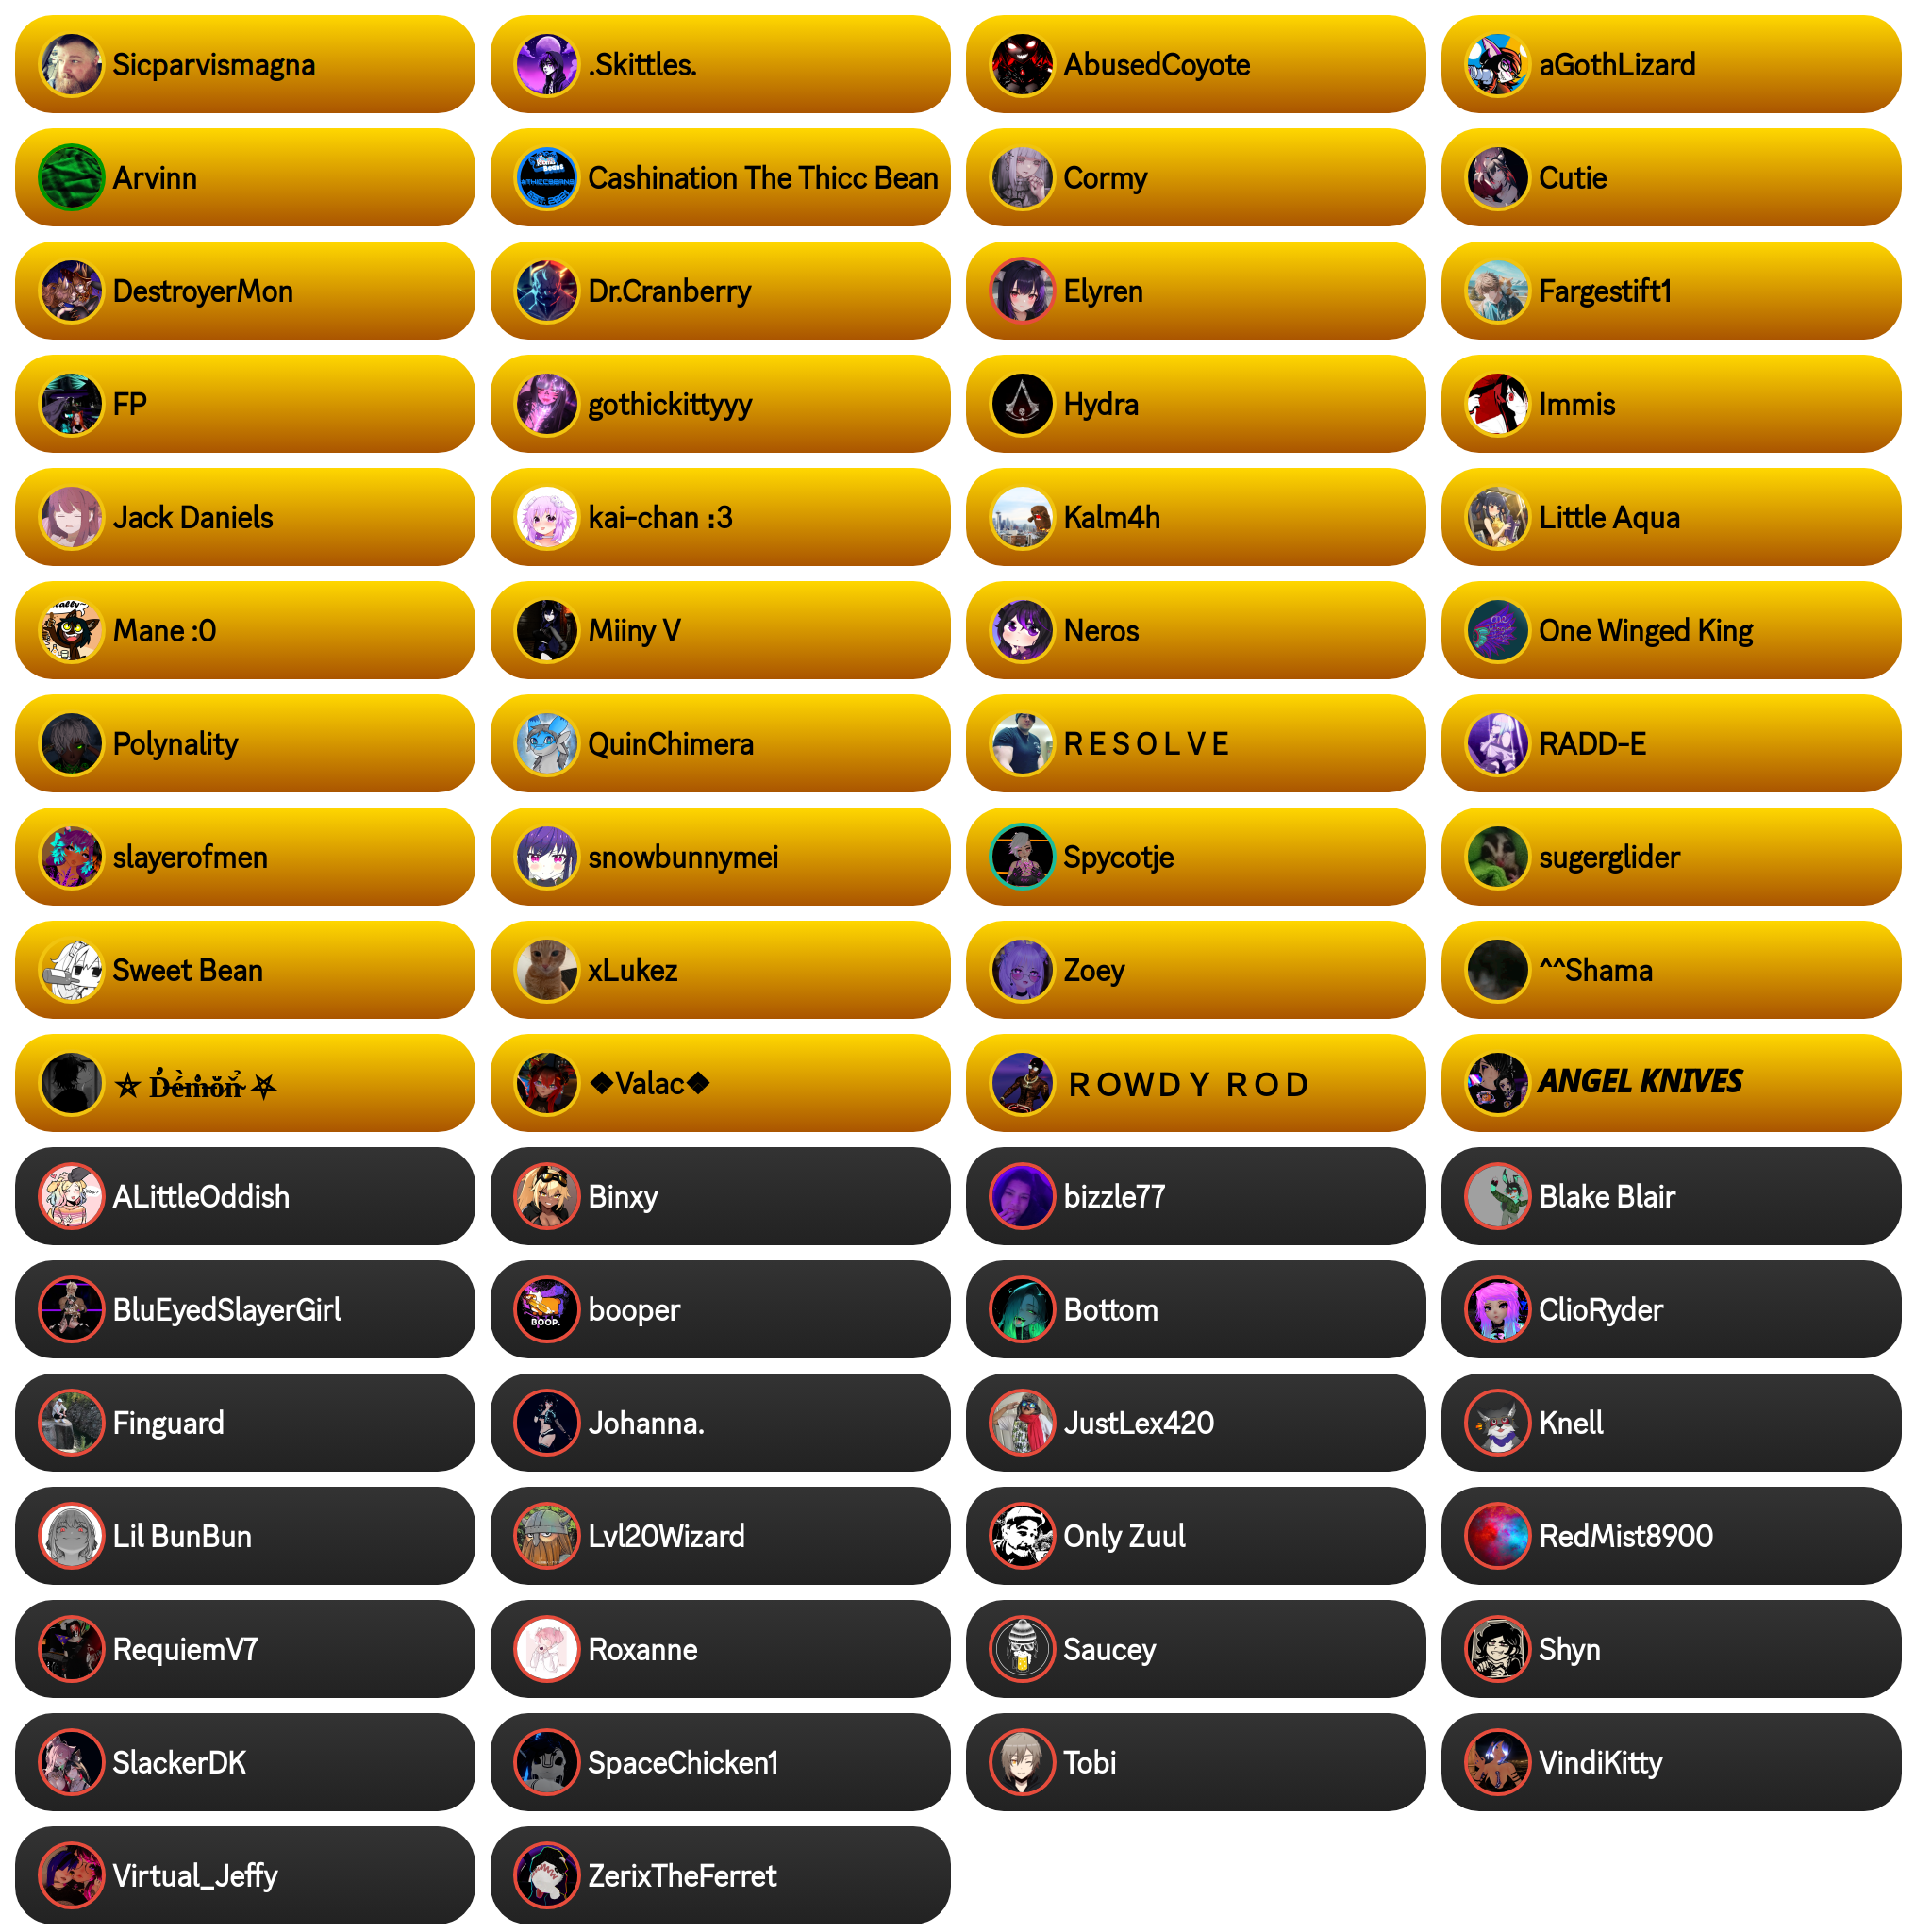 Sicparvismagna
.Skittles.
AbusedCoyote
aGothLizard
Arvinn
Cashination The Thicc Bean
Cormy
Cutie
DestroyerMon
Dr.Cranberry
Elyren
Fargestift1
FP
gothickittyyy
Hydra
Immis
Jack Daniels
kai-chan :3
Kalm4h
Little Aqua
Mane :0
Miiny V
Neros
One Winged King
Polynality
QuinChimera
R E S O L V E
RADD-E
slayerofmen
snowbunnymei
Spycotje
sugerglider
Sweet Bean
xLukez
Zoey
^^Shama
⛤ D̴è̴m̴o̴n̴ ⛧
❖Valac❖
ＲＯＷＤＹ ＲＯＤ
ANGEL KNIVES
ALittleOddish
Binxy
bizzle77
Blake Blair
BluEyedSlayerGirl
BOOP.
booper
Bottom
ClioRyder
Finguard
Johanna.
JustLex420
Knell
Lil BunBun
Lvl20Wizard
Only Zuul
RedMist8900
RequiemV7
Roxanne
Saucey
Shyn
SlackerDK
SpaceChicken1
Tobi
VindiKitty
Virtual_Jeffy
ZerixTheFerret